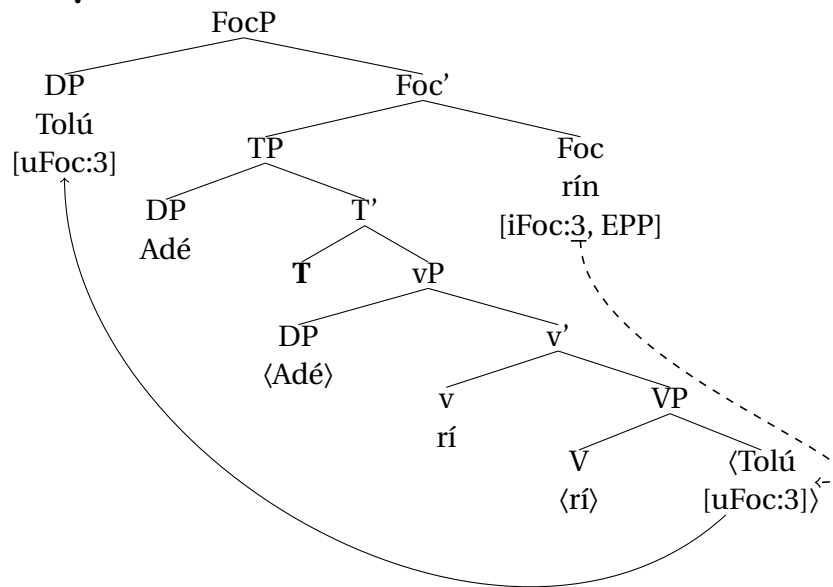 FocP
DP Foc’
Tolú
[uFoc:3]
TP Foc
rín
[iFoc:3, EPP]
DP T’
Adé
T vP
DP v’
⟨Adé⟩
v VP
rí
V ⟨Tolú
⟨rí⟩ [uFoc:3]⟩